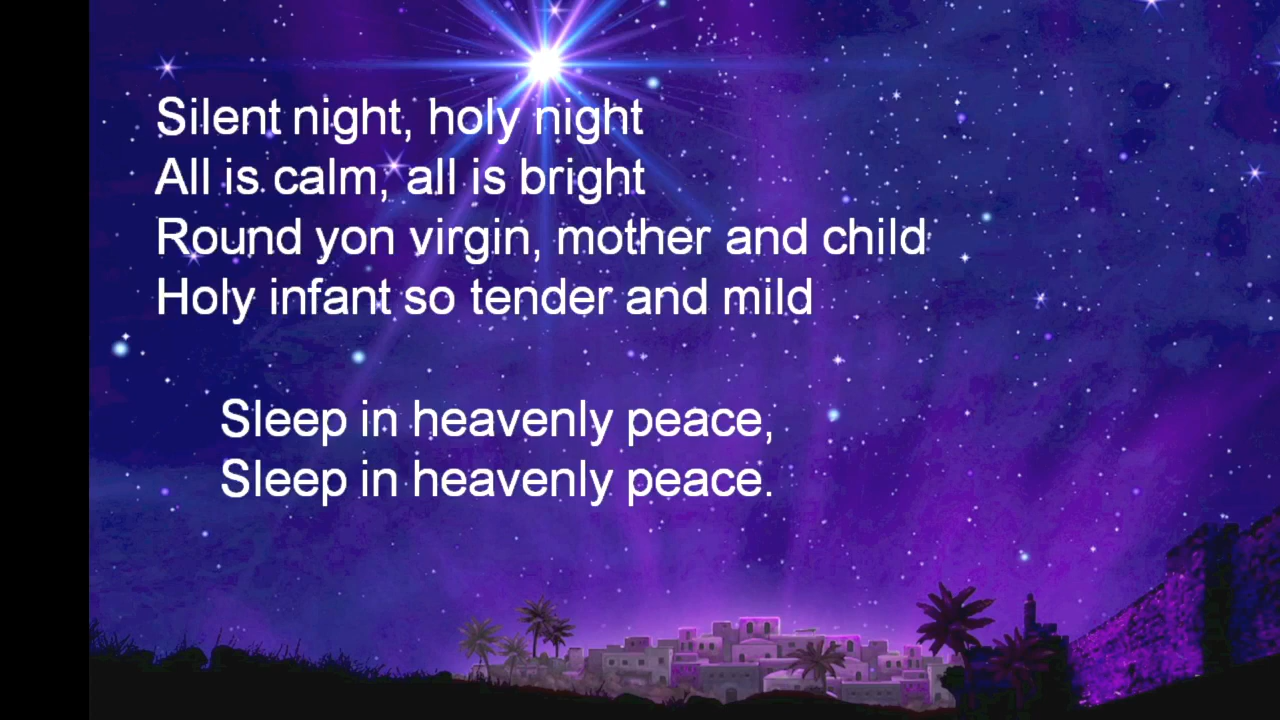 Silent night, holy night
All is calm, all is bright
Round yon virgin, mother and child
Holy infant so tender and mild
Sleep in heavenly peace,
Sleep in heavenly peace.